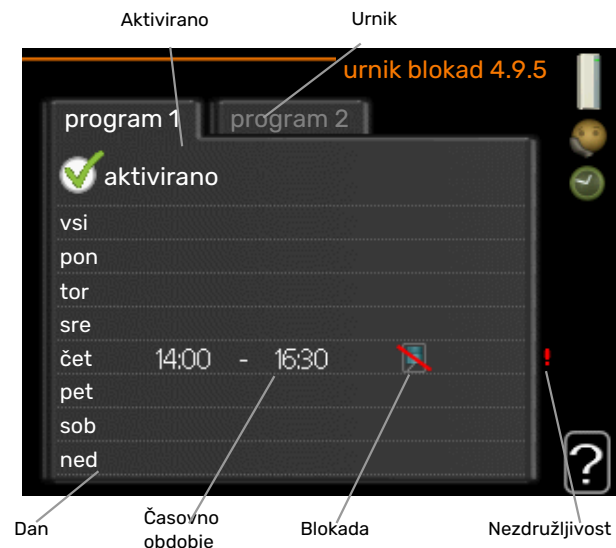 Aktivirano
Urnik
urnik blokad 4.9.5
program 1
program 2
aktivirano
vsi
pon
tor
sre
čet 14:00 - 16:30 !
pet
sob
ned
?
Dan
Časovno
obdobie
Blokada
Nezdružljivost